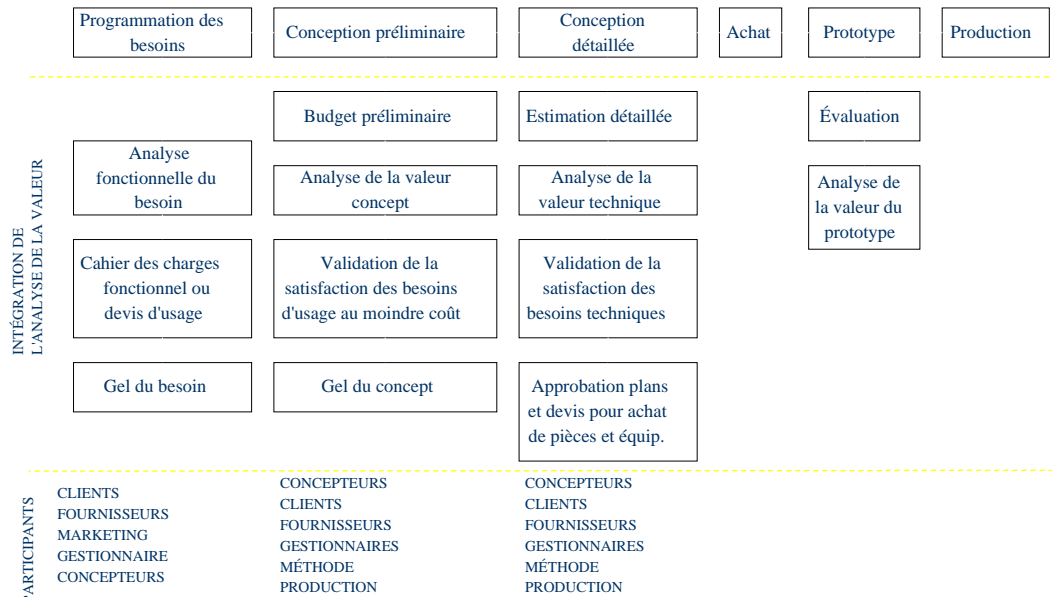 Programmation des
besoins
Conception préliminaire
Conception
détaillée
Achat
Prototype
Production
INTÉGRATION DE
L'ANALYSE DE LA VALEUR
Analyse
fonctionnelle du
besoin
Cahier des charges
fonctionnel ou
devis d'usage
Gel du besoin
Budget préliminaire
Analyse de la valeur
concept
Validation de la
satisfaction des besoins
d'usage au moindre coût
Gel du concept
Estimation détaillée
Analyse de la
valeur technique
Validation de la
satisfaction des
besoins techniques
Approbation plans
et devis pour achat
de pièces et équip.
Évaluation
Analyse de
la valeur du
prototype
PARTICIPANTS
CLIENTS
FOURNISSEURS
MARKETING
GESTIONNAIRE
CONCEPTEURS
CONCEPTEURS
CLIENTS
FOURNISSEURS
GESTIONNAIRES
MÉTHODE
PRODUCTION
CONCEPTEURS
CLIENTS
FOURNISSEURS
GESTIONNAIRES
MÉTHODE
PRODUCTION